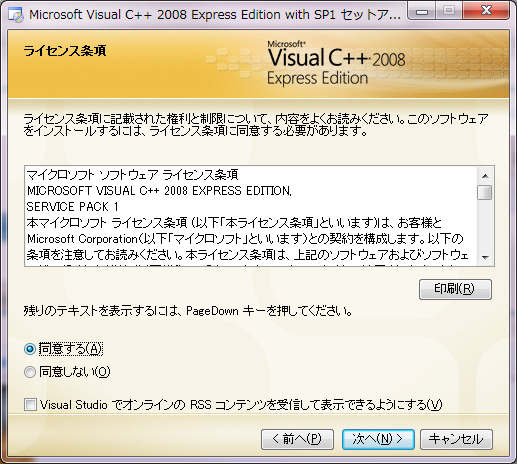 Microsoft Visual C++ 2008 Express Edition with SP1 セットア...
ライセンス条項
Microsoft®
Visual C++ 2008
Express Edition
ライセンス条項に記載された権利と制限について、内容をよくお読みください。このソフトウェア
をインストールするには、ライセンス条項に同意する必要があります。
マイクロソフト ソフトウェア ライセンス条項
MICROSOFT VISUAL C++ 2008 EXPRESS EDITION,
SERVICE PACK 1
本マイクロソフト ライセンス条項 (以下「本ライセンス条項」といいます)は、お客様と
Microsoft Corporation(以下「マイクロソフト」といいます)との契約を構成します。以下の
条項を注意してお読みください。本ライセンス条項は、上記のソフトウェアおよびソフトウェ
印刷(R)
残りのテキストを表示するには、PageDown キーを押してください。
同意する(A)
同意しない(O)
Visual Studio でオンラインの RSS コンテンツを受信して表示できるようにする(V)
< 前へ(P)
次へ(N) >
キャンセル